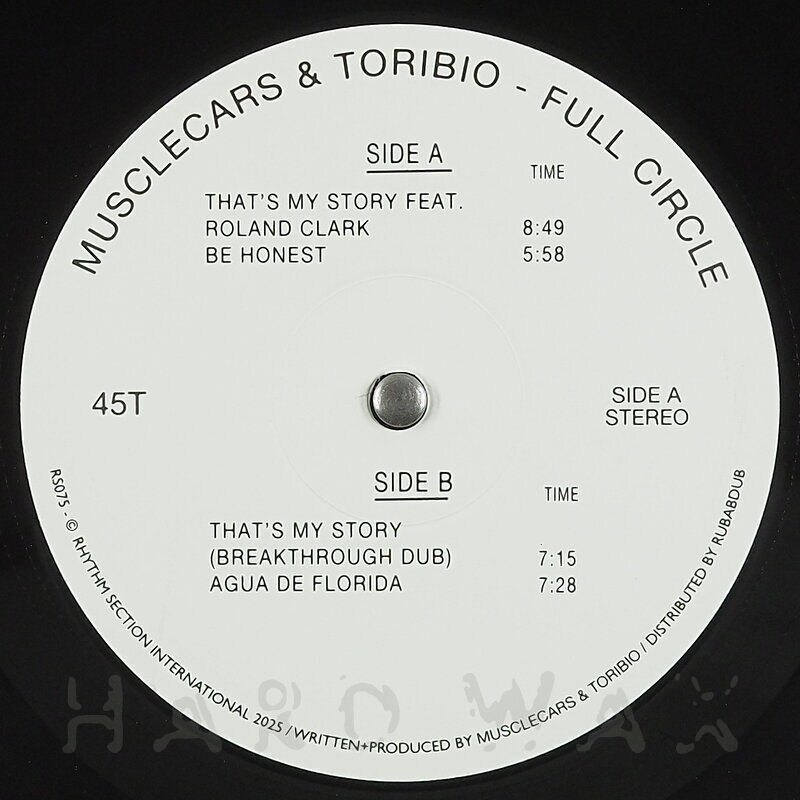 MUSCLECARS & TORIBIO - FULL CIRCLE
SIDE A
TIME
THAT'S MY STORY FEAT.
ROLAND CLARK 8:49
BE HONEST 5:58
45T
SIDE A
STEREO
SIDE B
TIME
THAT'S MY STORY
(BREAKTHROUGH DUB) 7:15
AGUA DE FLORIDA 7:28
RS075 - © RHYTHM SECTION INTERNATIONAL 2025 / WRITTEN+PRODUCED BY MUSCLECARS & TORIBIO / DISTRIBUTED BY RUBADUB
HARD WAX